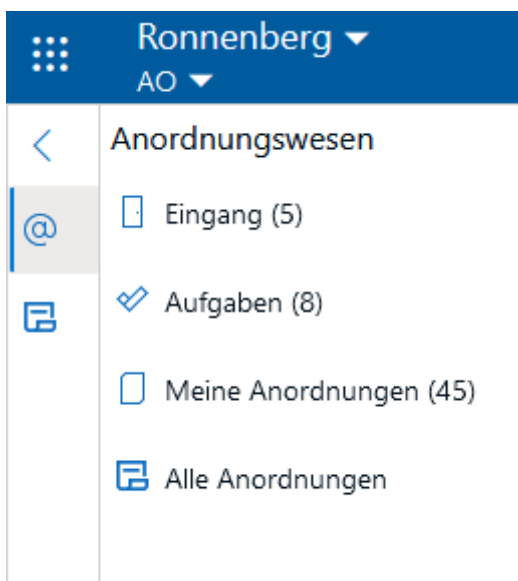 Ronnenberg
AO
Anordnungswesen
@
Eingang (5)
Aufgaben (8)
Meine Anordnungen (45)
Alle Anordnungen